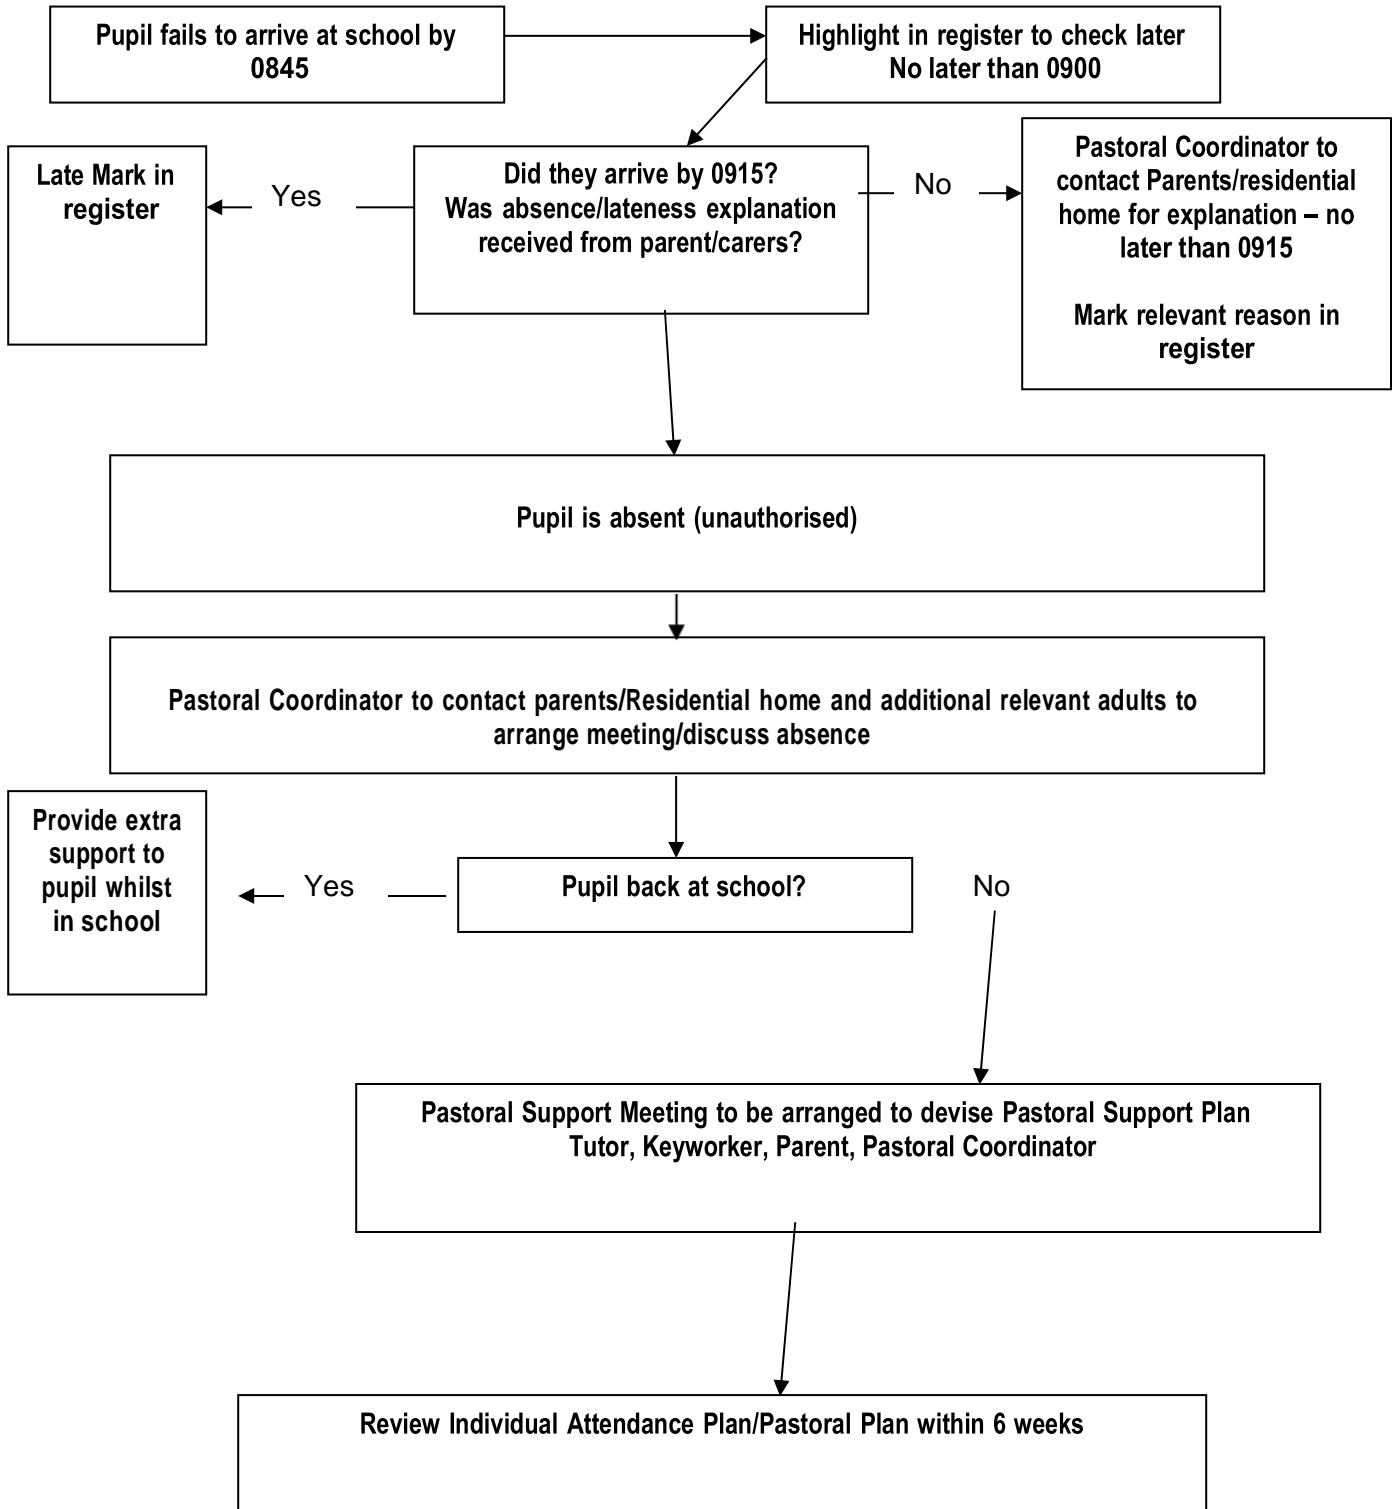 Pupil fails to arrive at school by
0845
Highlight in register to check later
No later than 0900
Late Mark in
register
Yes
Did they arrive by 0915?
Was absence/lateness explanation
received from parent/carers?
No
Pastoral Coordinator to
contact Parents/residential
home for explanation – no
later than 0915
Mark relevant reason in
register
Pupil is absent (unauthorised)
Pastoral Coordinator to contact parents/Residential home and additional relevant adults to
arrange meeting/discuss absence
Provide extra
support to
pupil whilst
in school
Yes
Pupil back at school?
No
Pastoral Support Meeting to be arranged to devise Pastoral Support Plan
Tutor, Keyworker, Parent, Pastoral Coordinator
Review Individual Attendance Plan/Pastoral Plan within 6 weeks